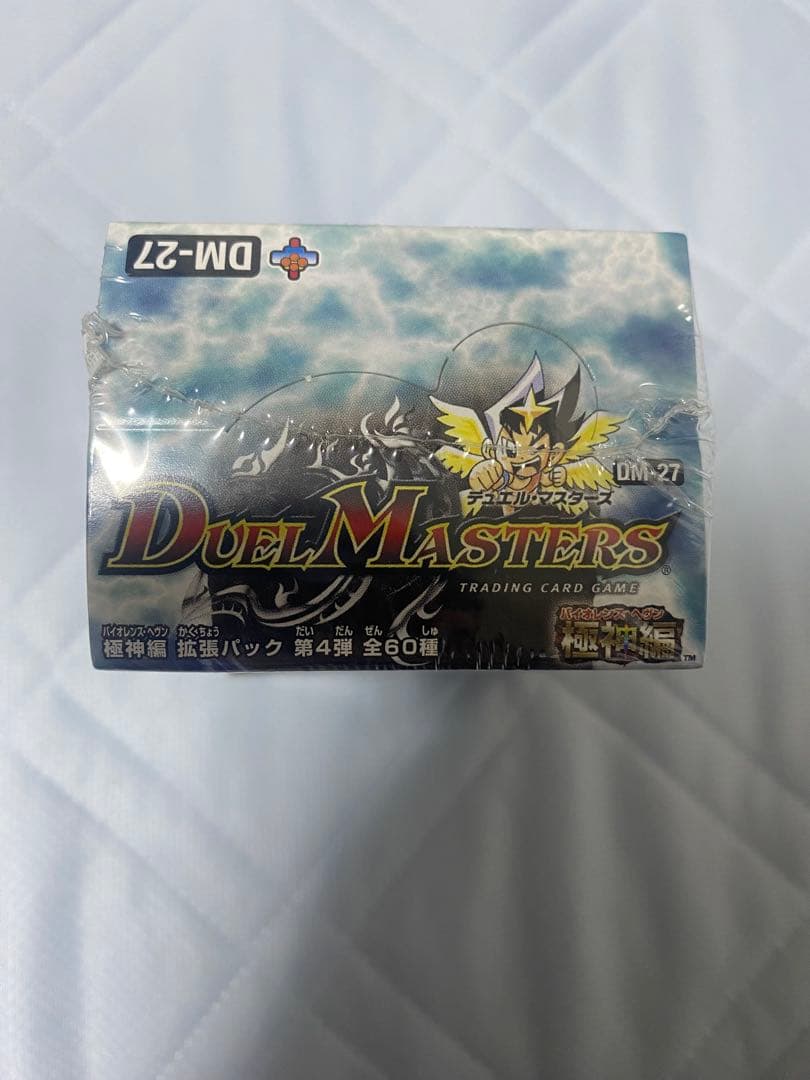 DM-27
DM-27
デュエル・マスターズ
DUEL MASTERS®
TRADING CARD GAME
バイオレンス・ヘヴン
極神編™
バイオレンス・ヘヴン かくちょう だい だん ぜん しゅ
極神編 拡張パック 第4弾 全60種